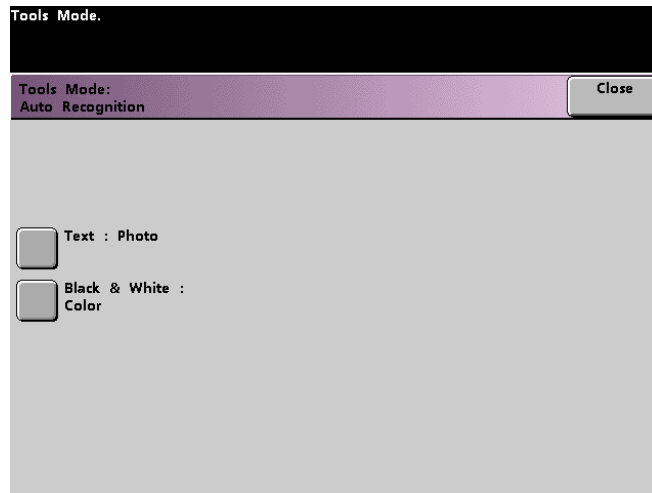 Tools Mode.
Tools Mode:
Auto Recognition
Close
Text : Photo
Black & White :
Color